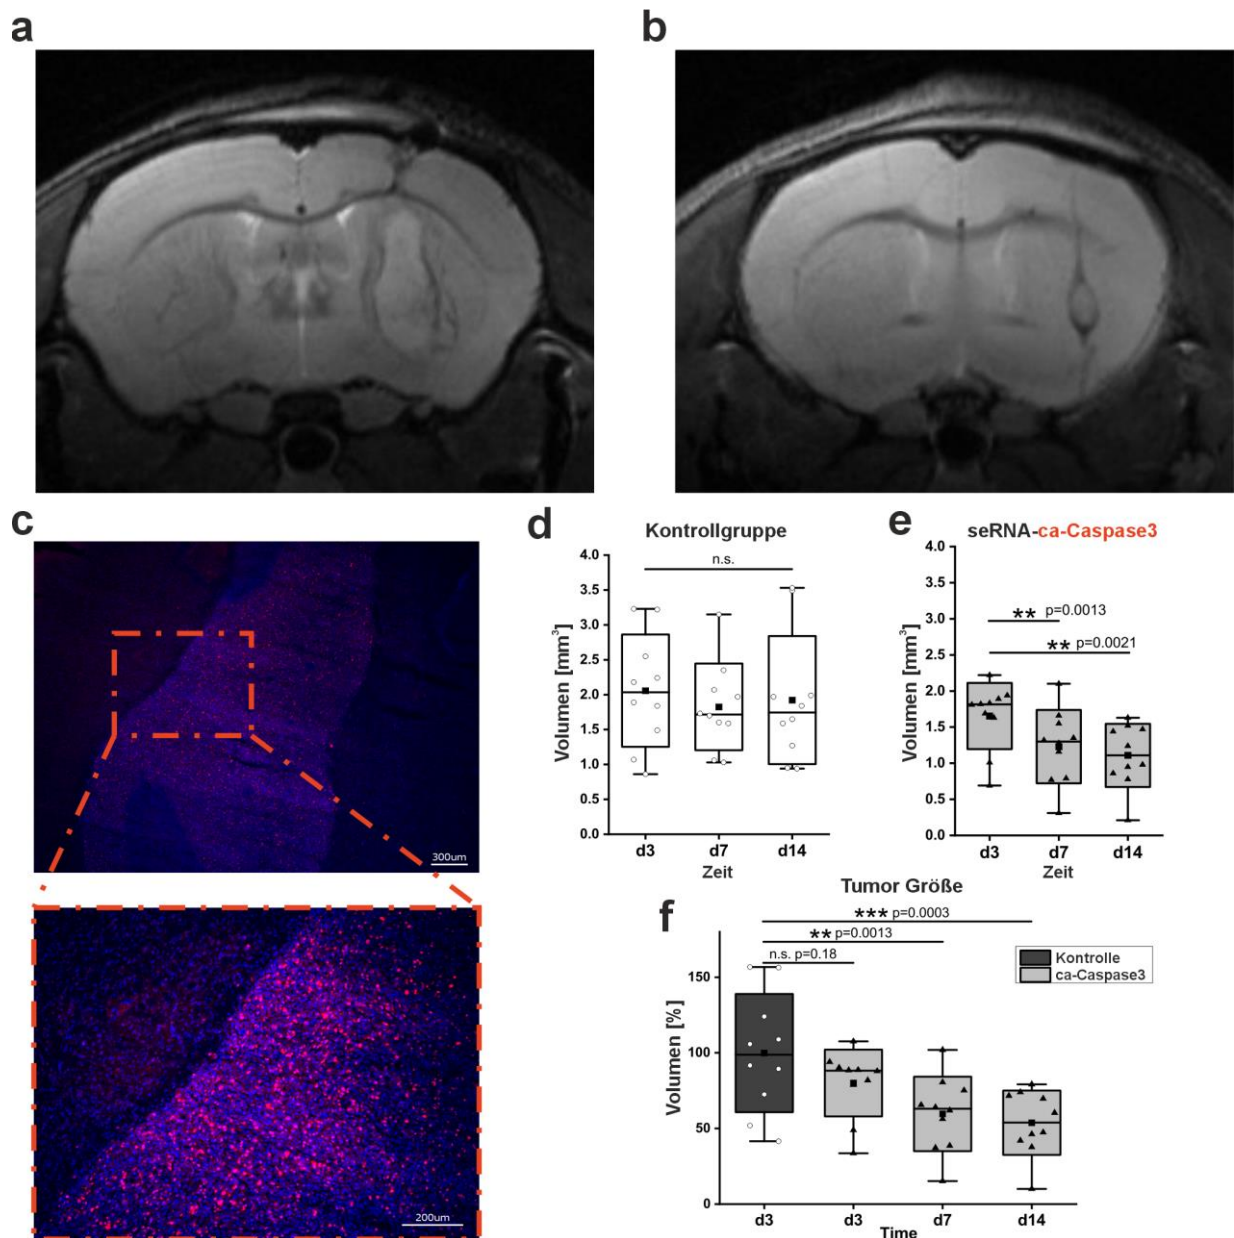 a
b
c
300um
200um
d
Kontrollgruppe
n.s.
4.0
3.5
3.0
2.5
2.0
1.5
1.0
0.5
0.0
Volumen [mm³]
d3 d7 d14
Zeit
e
seRNA-ca-Caspase3
** p=0.0013
** p=0.0021
4.0
3.5
3.0
2.5
2.0
1.5
1.0
0.5
0.0
Volumen [mm³]
d3 d7 d14
Zeit
f
Tumor Größe
*** p=0.0003
** p=0.0013
n.s. p=0.18
Kontrolle
ca-Caspase3
150
100
50
0
Volumen [%]
d3 d3 d7 d14
Time